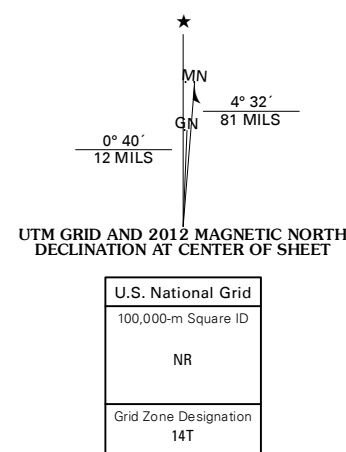 ★
MN
4° 32´
81 MILS
GN
0° 40´
12 MILS
UTM GRID AND 2012 MAGNETIC NORTH
DECLINATION AT CENTER OF SHEET
U.S. National Grid
100,000-m Square ID
NR
Grid Zone Designation
14T